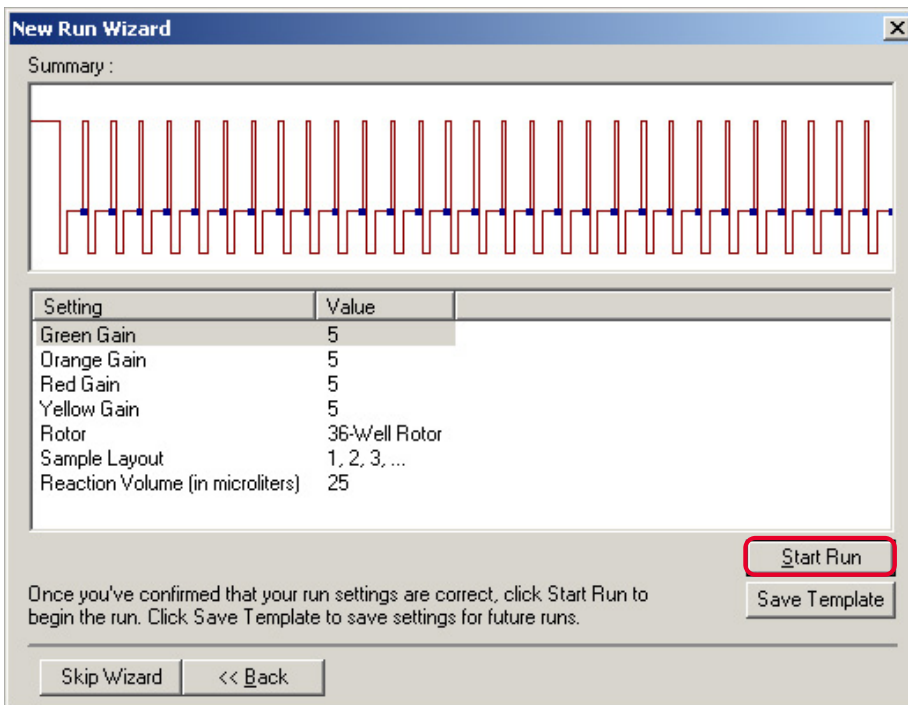 New Run Wizard
Summary :
Setting Value
Green Gain 5
Orange Gain 5
Red Gain 5
Yellow Gain 5
Rotor 36-Well Rotor
Sample Layout 1, 2, 3, ...
Reaction Volume (in microliters) 25
Start Run
Once you've confirmed that your run settings are correct, click Start Run to
begin the run. Click Save Template to save settings for future runs.
Save Template
Skip Wizard << Back